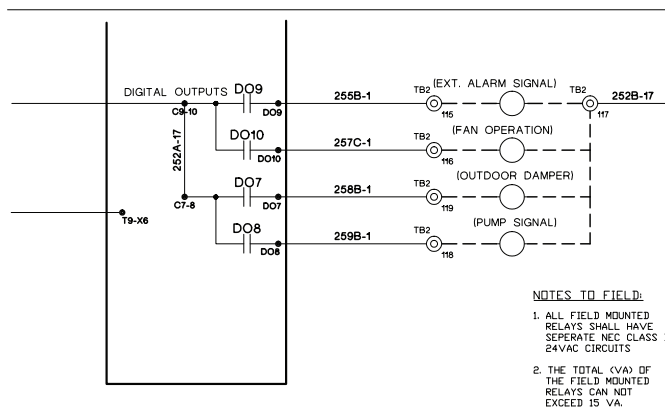 DIGITAL OUTPUTS
DO9
C9-10
DO9
255B-1
TB2
115
(EXT. ALARM SIGNAL)
TB2
117
252B-17
252A-17
DO10
DO10
257C-1
TB2
116
(FAN OPERATION)
C7-8
DO7
DO7
258B-1
TB2
119
(OUTDOOR DAMPER)
T9-X6
DO8
DO8
259B-1
TB2
118
(PUMP SIGNAL)
NOTES TO FIELD:
1. ALL FIELD MOUNTED
RELAYS SHALL HAVE
SEPERATE NEC CLASS
24VAC CIRCUITS
2. THE TOTAL (VA) OF
THE FIELD MOUNTED
RELAYS CAN NOT
EXCEED 15 VA.